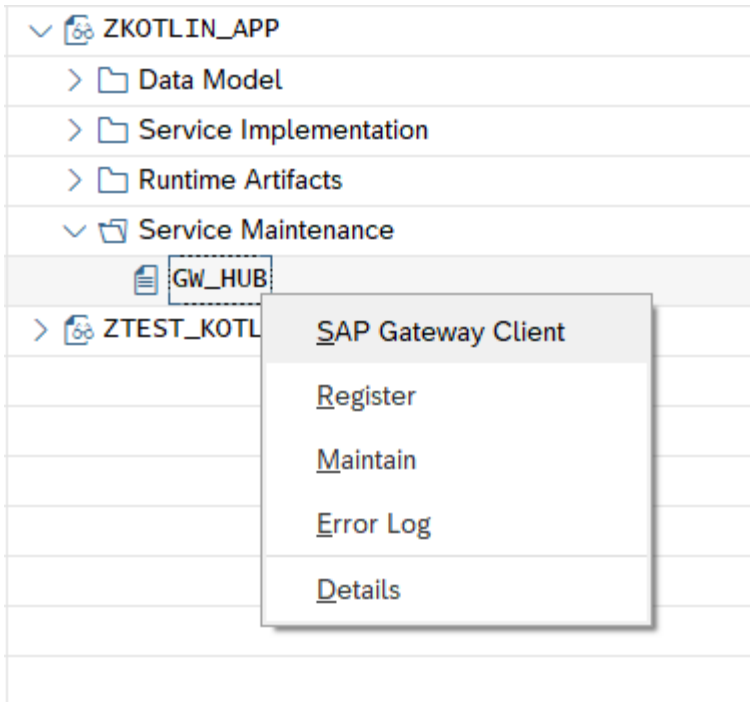 ZKOTLIN_APP
Data Model
Service Implementation
Runtime Artifacts
Service Maintenance
GW_HUB
ZTEST_KOTL
SAP Gateway Client
Register
Maintain
Error Log
Details